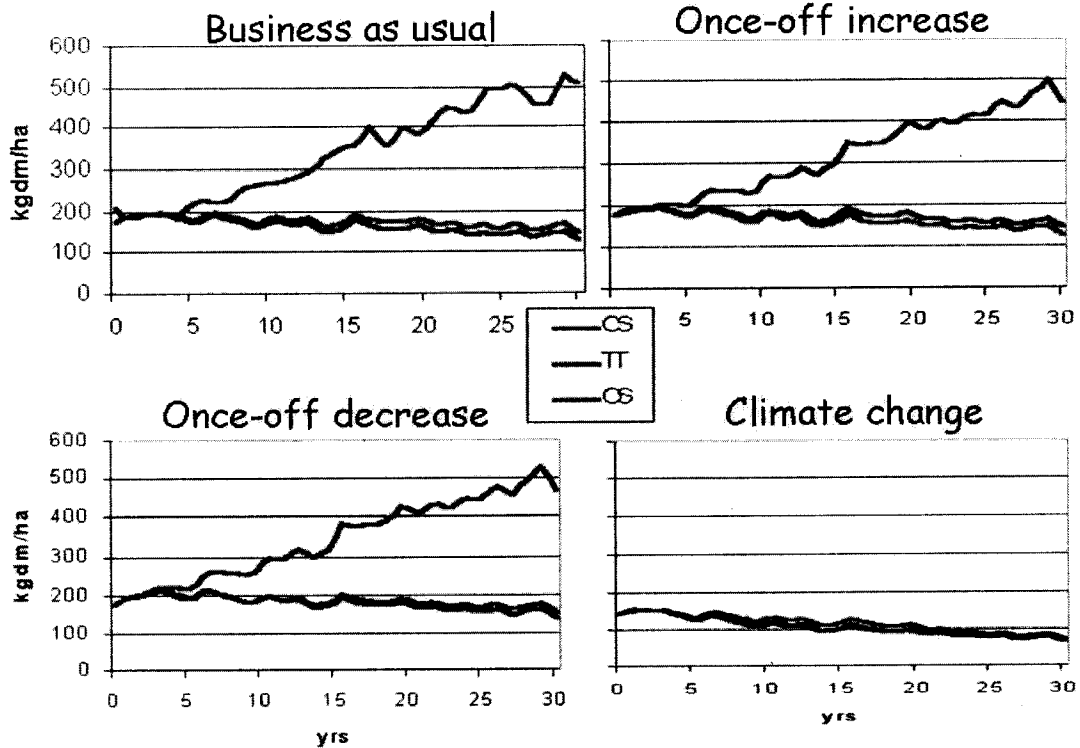 Business as usual
Once-off increase
600
500
400
300
200
100
0
kgdm/ha
0 5 10 15 20 25
5 10 15 20 25 30
CS
TT
OS
Once-off decrease
Climate change
600
500
400
300
200
100
0
kgdm/ha
0 5 10 15 20 25 30
yrs
0 5 10 15 20 25 30
yrs